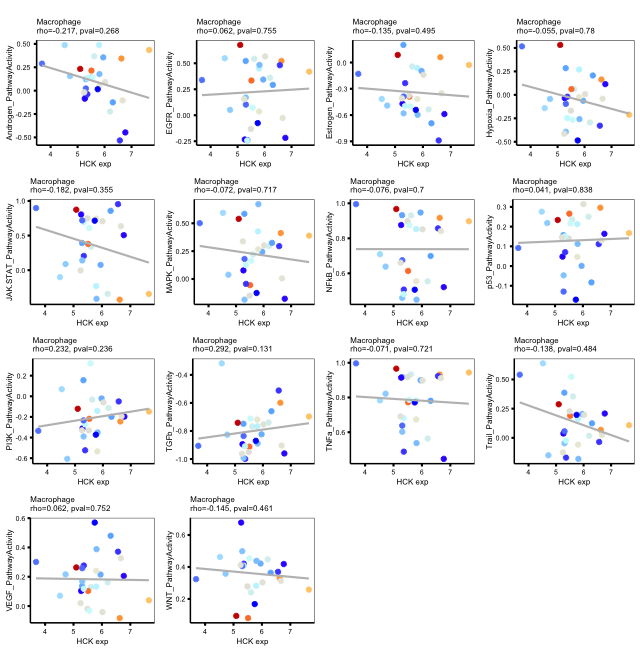 Macrophage
rho=-0.217, pval=0.268
Androgen_PathwayActivity
0.50
0.25
0.00
-0.25
-0.50
4 5 6 7
HCK exp
Macrophage
rho=0.062, pval=0.755
EGFR_PathwayActivity
0.50
0.25
0.00
-0.25
4 5 6 7
HCK exp
Macrophage
rho=-0.135, pval=0.495
Estrogen_PathwayActivity
0.0
-0.3
-0.6
-0.9
4 5 6 7
HCK exp
Macrophage
rho=-0.055, pval=0.78
Hypoxia_PathwayActivity
0.50
0.25
0.00
-0.25
-0.50
4 5 6 7
HCK exp
Macrophage
rho=-0.182, pval=0.355
JAK.STAT_PathwayActivity
1.0
0.5
0.0
4 5 6 7
HCK exp
Macrophage
rho=-0.072, pval=0.717
MAPK_PathwayActivity
0.50
0.25
0.00
4 5 6 7
HCK exp
Macrophage
rho=-0.076, pval=0.7
NFkB_PathwayActivity
1.0
0.8
0.6
4 5 6 7
HCK exp
Macrophage
rho=0.041, pval=0.838
p53_PathwayActivity
0.3
0.2
0.1
0.0
-0.1
4 5 6 7
HCK exp
Macrophage
rho=0.232, pval=0.236
PI3K_PathwayActivity
0.2
0.0
-0.2
-0.4
-0.6
4 5 6 7
HCK exp
Macrophage
rho=0.292, pval=0.131
TGFb_PathwayActivity
-0.4
-0.6
-0.8
-1.0
4 5 6 7
HCK exp
Macrophage
rho=-0.071, pval=0.721
TNFa_PathwayActivity
1.0
0.8
0.6
4 5 6 7
HCK exp
Macrophage
rho=-0.138, pval=0.484
Trail_PathwayActivity
0.50
0.25
0.00
4 5 6 7
HCK exp
Macrophage
rho=0.062, pval=0.752
VEGF_PathwayActivity
0.6
0.4
0.2
0.0
4 5 6 7
HCK exp
Macrophage
rho=-0.145, pval=0.461
WNT_PathwayActivity
0.6
0.4
0.2
4 5 6 7
HCK exp